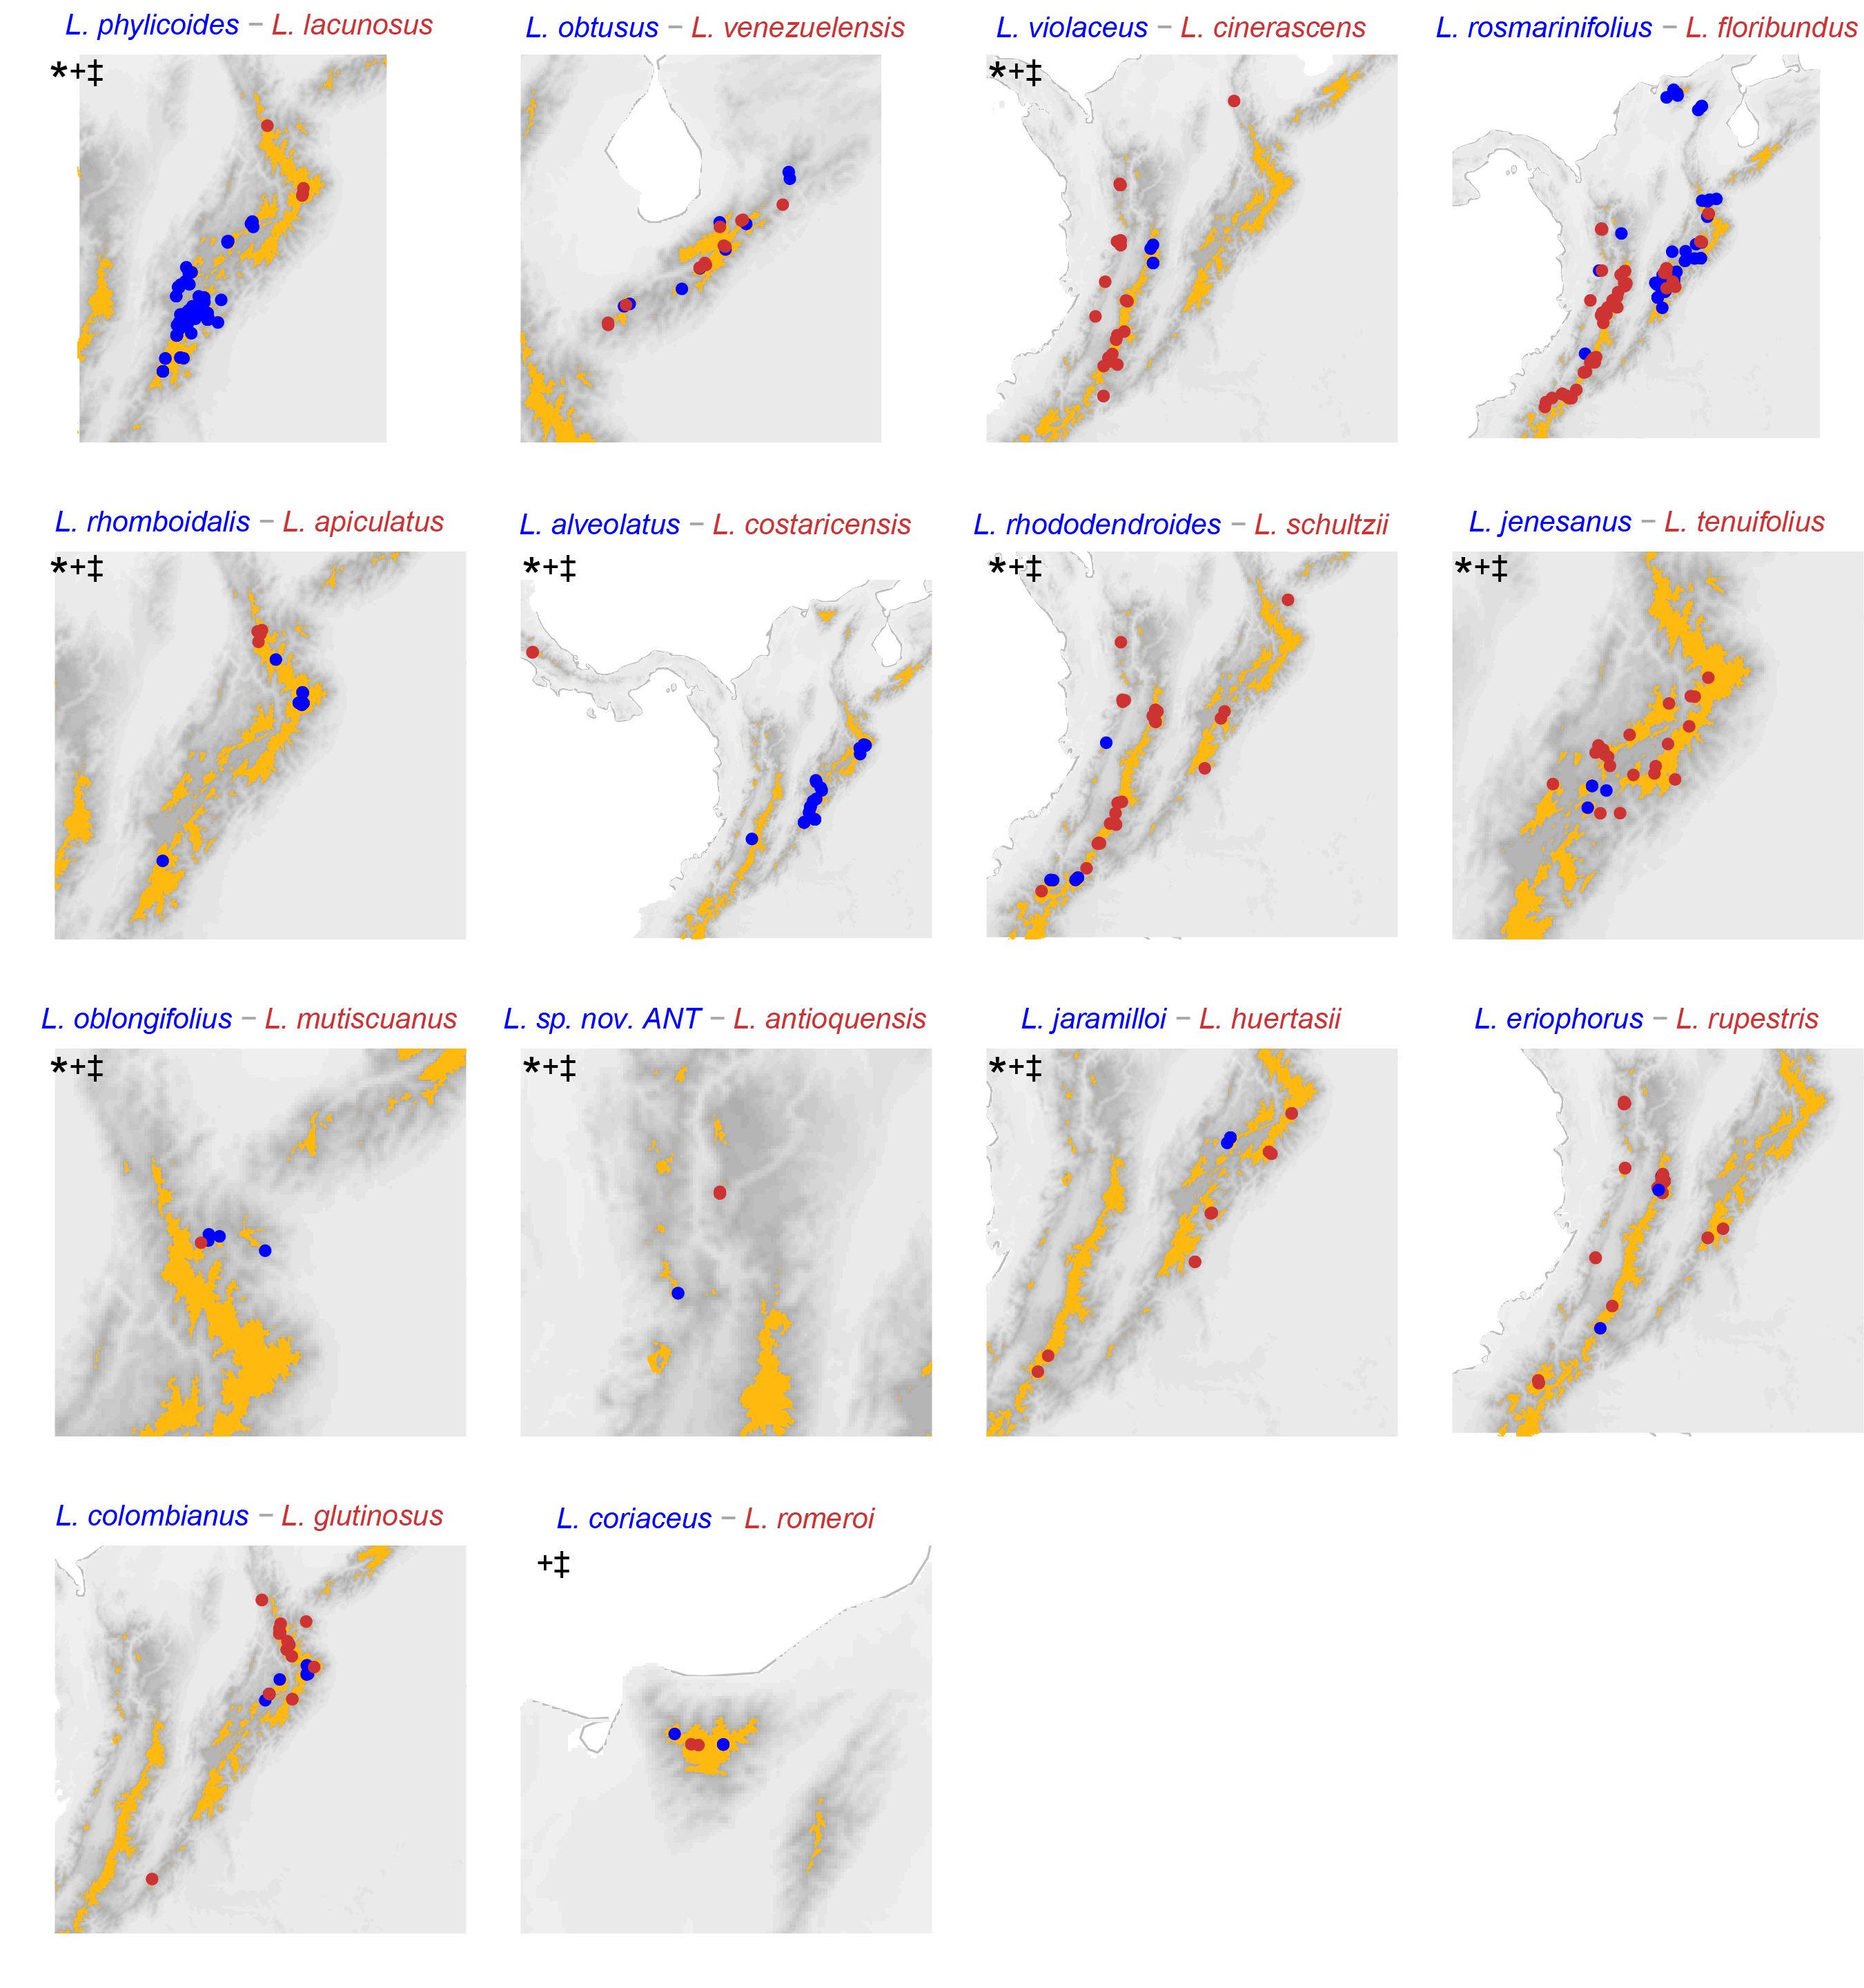 L. phylicoides – L. lacunosus
*+‡
L. obtusus – L. venezuelensis
L. violaceus – L. cinerascens
*+‡
L. rosmarinifolius – L. floribundus
L. rhomboidalis – L. apiculatus
*+‡
L. alveolatus – L. costaricensis
*+‡
L. rhododendroides – L. schultzii
*+‡
L. jenesanus – L. tenuifolius
*+‡
L. oblongifolius – L. mutiscuanus
*+‡
L. sp. nov. ANT – L. antioquensis
*+‡
L. jaramilloi – L. huertasii
*+‡
L. eriophorus – L. rupestris
L. colombianus – L. glutinosus
L. coriaceus – L. romeroi
+‡